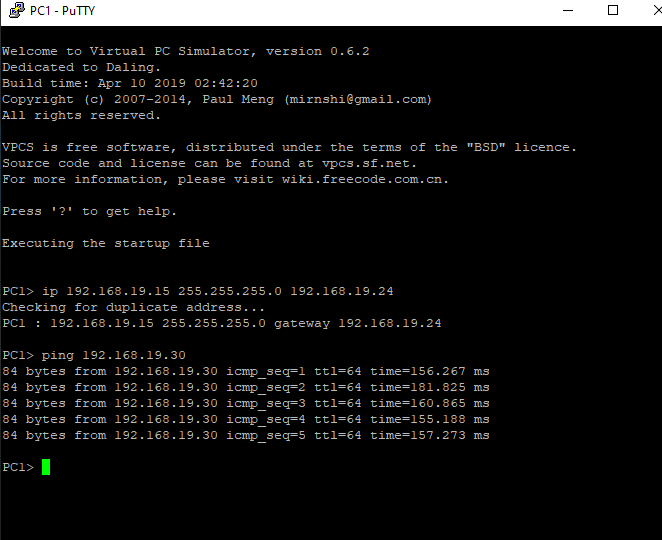 PC1 - PuTTY
Welcome to Virtual PC Simulator, version 0.6.2
Dedicated to Daling.
Build time: Apr 10 2019 02:42:20
Copyright (c) 2007-2014, Paul Meng (mirnshi@gmail.com)
All rights reserved.
VPCS is free software, distributed under the terms of the "BSD" licence.
Source code and license can be found at vpcs.sf.net.
For more information, please visit wiki.freecode.com.cn.
Press '?' to get help.
Executing the startup file
PC1> ip 192.168.19.15 255.255.255.0 192.168.19.24
Checking for duplicate address...
PC1 : 192.168.19.15 255.255.255.0 gateway 192.168.19.24
PC1> ping 192.168.19.30
84 bytes from 192.168.19.30 icmp_seq=1 ttl=64 time=156.267 ms
84 bytes from 192.168.19.30 icmp_seq=2 ttl=64 time=181.825 ms
84 bytes from 192.168.19.30 icmp_seq=3 ttl=64 time=160.865 ms
84 bytes from 192.168.19.30 icmp_seq=4 ttl=64 time=155.188 ms
84 bytes from 192.168.19.30 icmp_seq=5 ttl=64 time=157.273 ms
PC1>